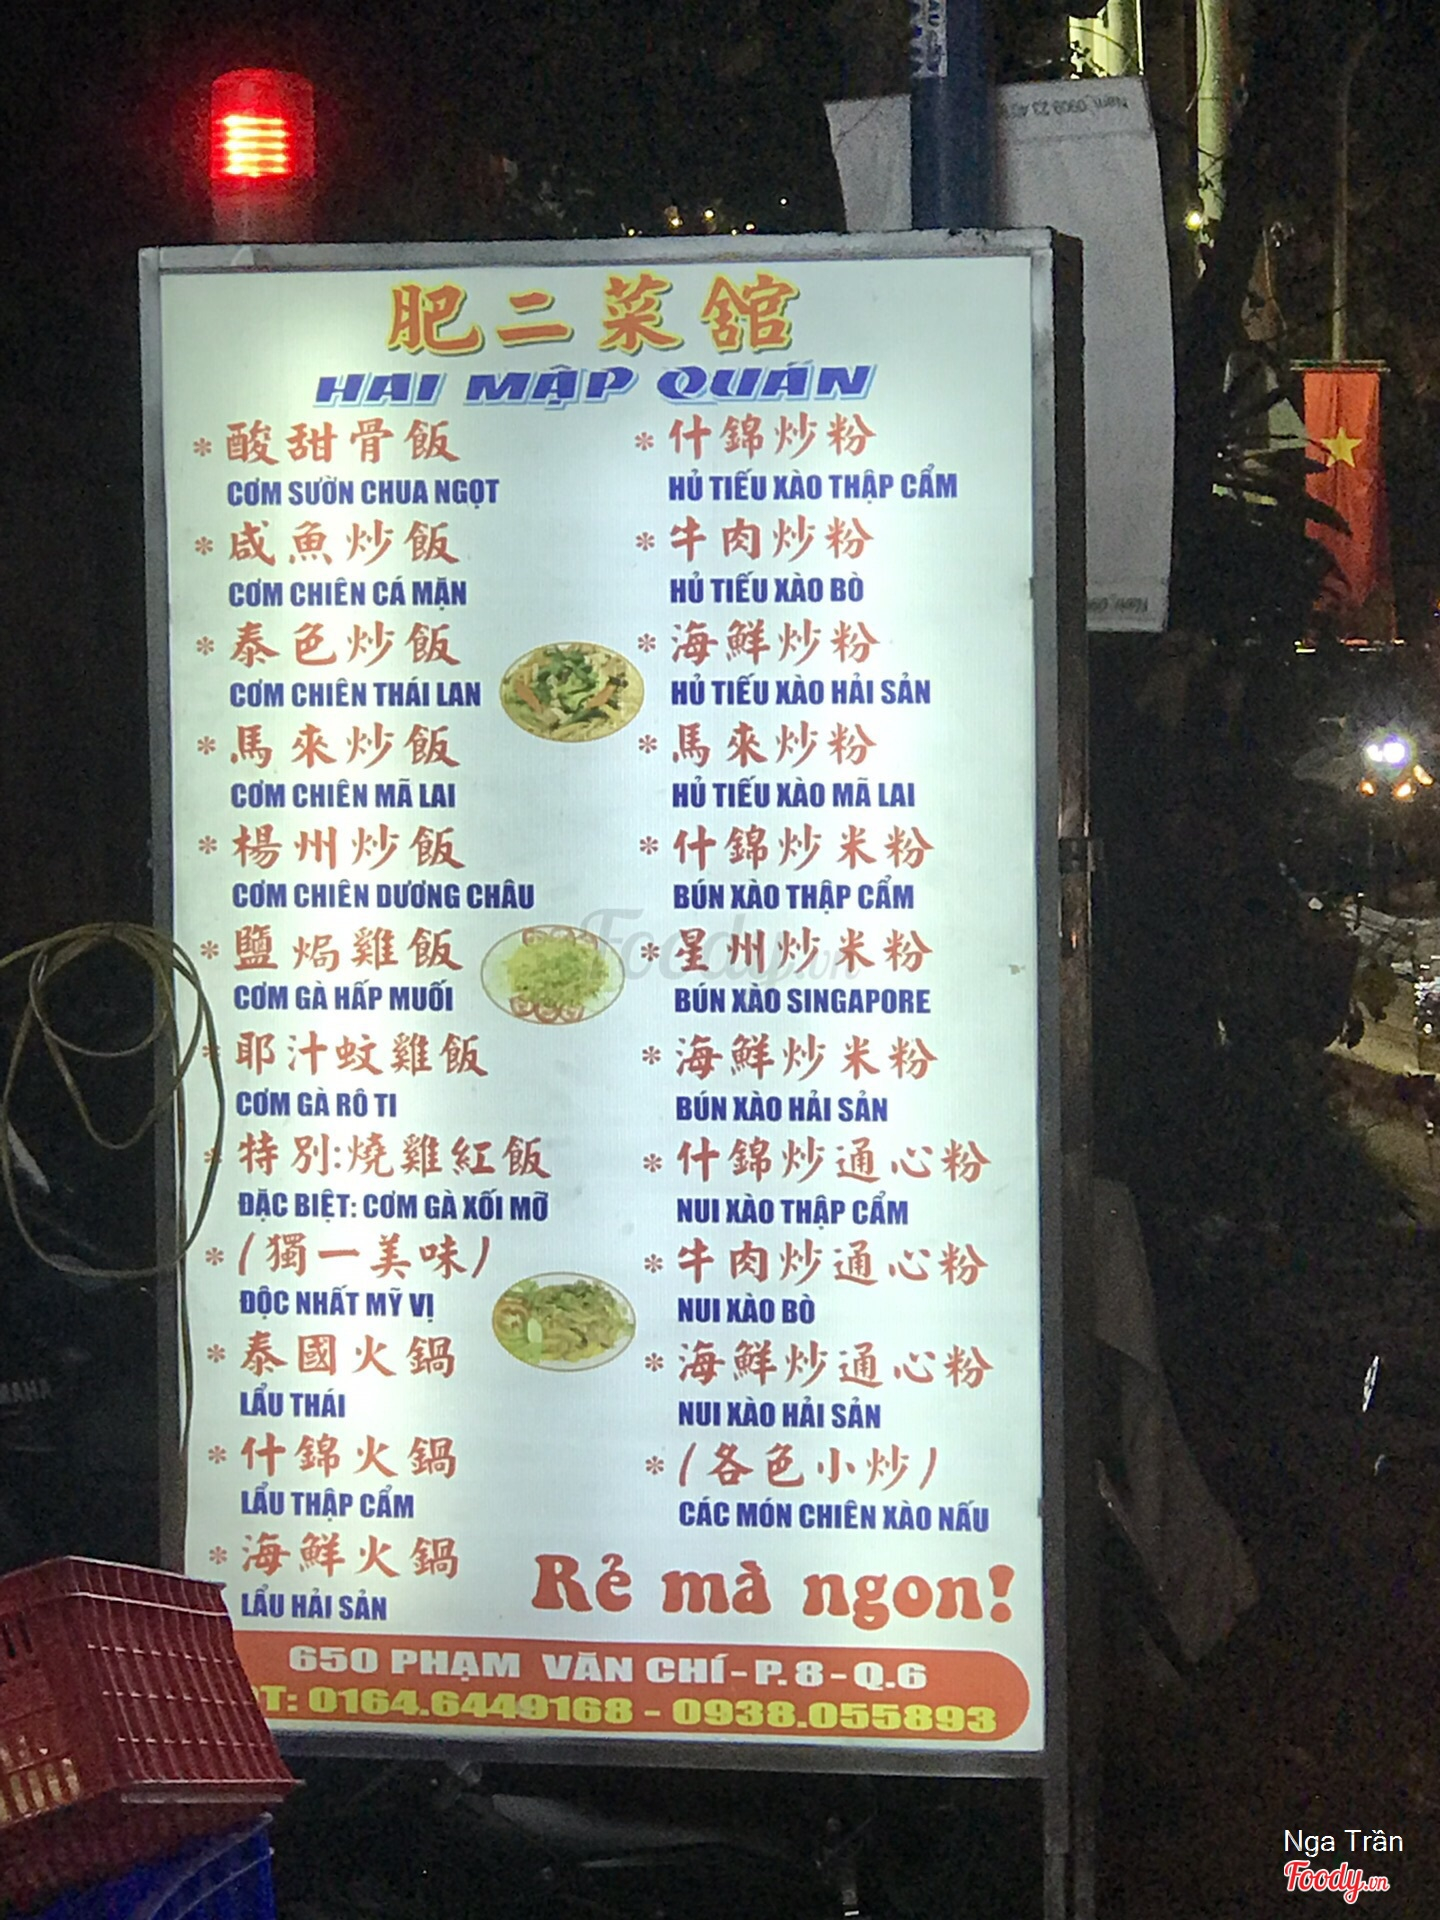 肥二菜舘
HAI MẬP QUÁN
* 酸甜骨飯
CƠM SƯỜN CHUA NGỌT
* 咸魚炒飯
CƠM CHIÊN CÁ MẶN
* 泰色炒飯
CƠM CHIÊN THÁI LAN
* 馬來炒飯
CƠM CHIÊN MÃ LAI
* 楊州炒飯
CƠM CHIÊN DƯƠNG CHÂU
* 鹽焗雞飯
CƠM GÀ HẤP MUỐI
* 耶汁蚊雞飯
CƠM GÀ RÔ TI
* 特別:燒雞紅飯
ĐẶC BIỆT: CƠM GÀ XỐI MỠ
* (獨一美味)
ĐỘC NHẤT MỸ VỊ
* 泰國火鍋
LẨU THÁI
* 什錦火鍋
LẨU THẬP CẨM
* 海鮮火鍋
LẨU HẢI SẢN
* 什錦炒粉
HỦ TIẾU XÀO THẬP CẨM
* 牛肉炒粉
HỦ TIẾU XÀO BÒ
* 海鮮炒粉
HỦ TIẾU XÀO HẢI SẢN
* 馬來炒粉
HỦ TIẾU XÀO MÃ LAI
* 什錦炒米粉
BÚN XÀO THẬP CẨM
* 星州炒米粉
BÚN XÀO SINGAPORE
* 海鮮炒米粉
BÚN XÀO HẢI SẢN
* 什錦炒通心粉
NUI XÀO THẬP CẨM
* 牛肉炒通心粉
NUI XÀO BÒ
* 海鮮炒通心粉
NUI XÀO HẢI SẢN
* (各色小炒)
CÁC MÓN CHIÊN XÀO NẤU
Rẻ mà ngon!
650 PHẠM VĂN CHÍ - P.8 - Q.6
T: 0164.6449168 - 0938.055893
Foody.vn
Nga Trần
Foody.vn